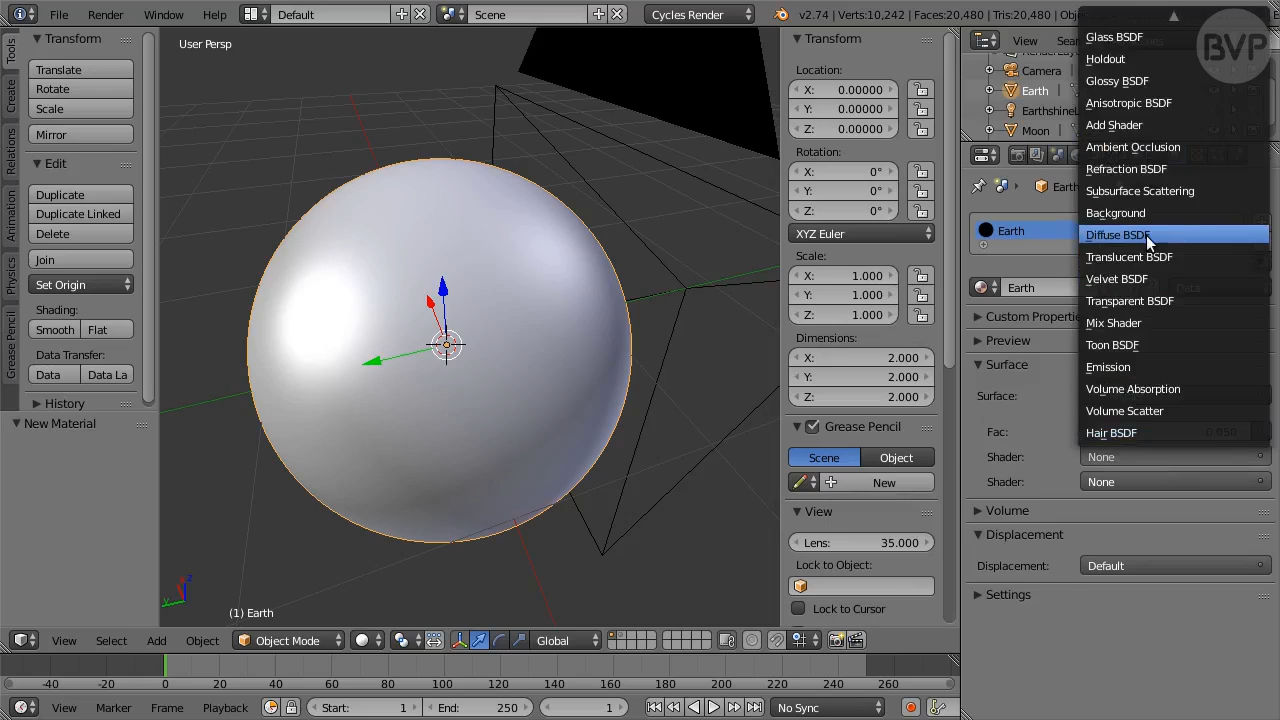 File Render Window Help Default Scene Cycles Render v2.74 | Verts:10,242 | Faces:20,480 | Tris:20,480
BVP
Tools
Create
Relations
Animation
Physics
Grease Pencil
Transform
Translate
Rotate
Scale
Mirror
Edit
Duplicate
Duplicate Linked
Delete
Join
Set Origin
Shading:
Smooth Flat
Data Transfer:
Data Data La
History
New Material
User Persp
(1) Earth
Transform
Location:
X: 0.00000
Y: 0.00000
Z: 0.00000
Rotation:
X: 0°
Y: 0°
Z: 0°
XYZ Euler
Scale:
X: 1.000
Y: 1.000
Z: 1.000
Dimensions:
X: 2.000
Y: 2.000
Z: 2.000
Grease Pencil
Scene Object
New
View
Lens: 35.000
Lock to Object:
Lock to Cursor
View
Camera
Earth
Moon
Earth
Earth
Data
Preview
Surface
Surface:
Fac: 0.050
Shader: None
Shader: None
Volume
Displacement
Displacement: Default
Settings
Glass BSDF
Holdout
Glossy BSDF
Anisotropic BSDF
Add Shader
Ambient Occlusion
Refraction BSDF
Subsurface Scattering
Background
Diffuse BSDF
Translucent BSDF
Velvet BSDF
Transparent BSDF
Mix Shader
Toon BSDF
Emission
Volume Absorption
Volume Scatter
Hair BSDF
View Select Add Object Object Mode Global
-40 -20 0 20 40 60 80 100 120 140 160 180 200 220 240 260
View Marker Frame Playback Start: 1 End: 250 1 No Sync
x
y
z